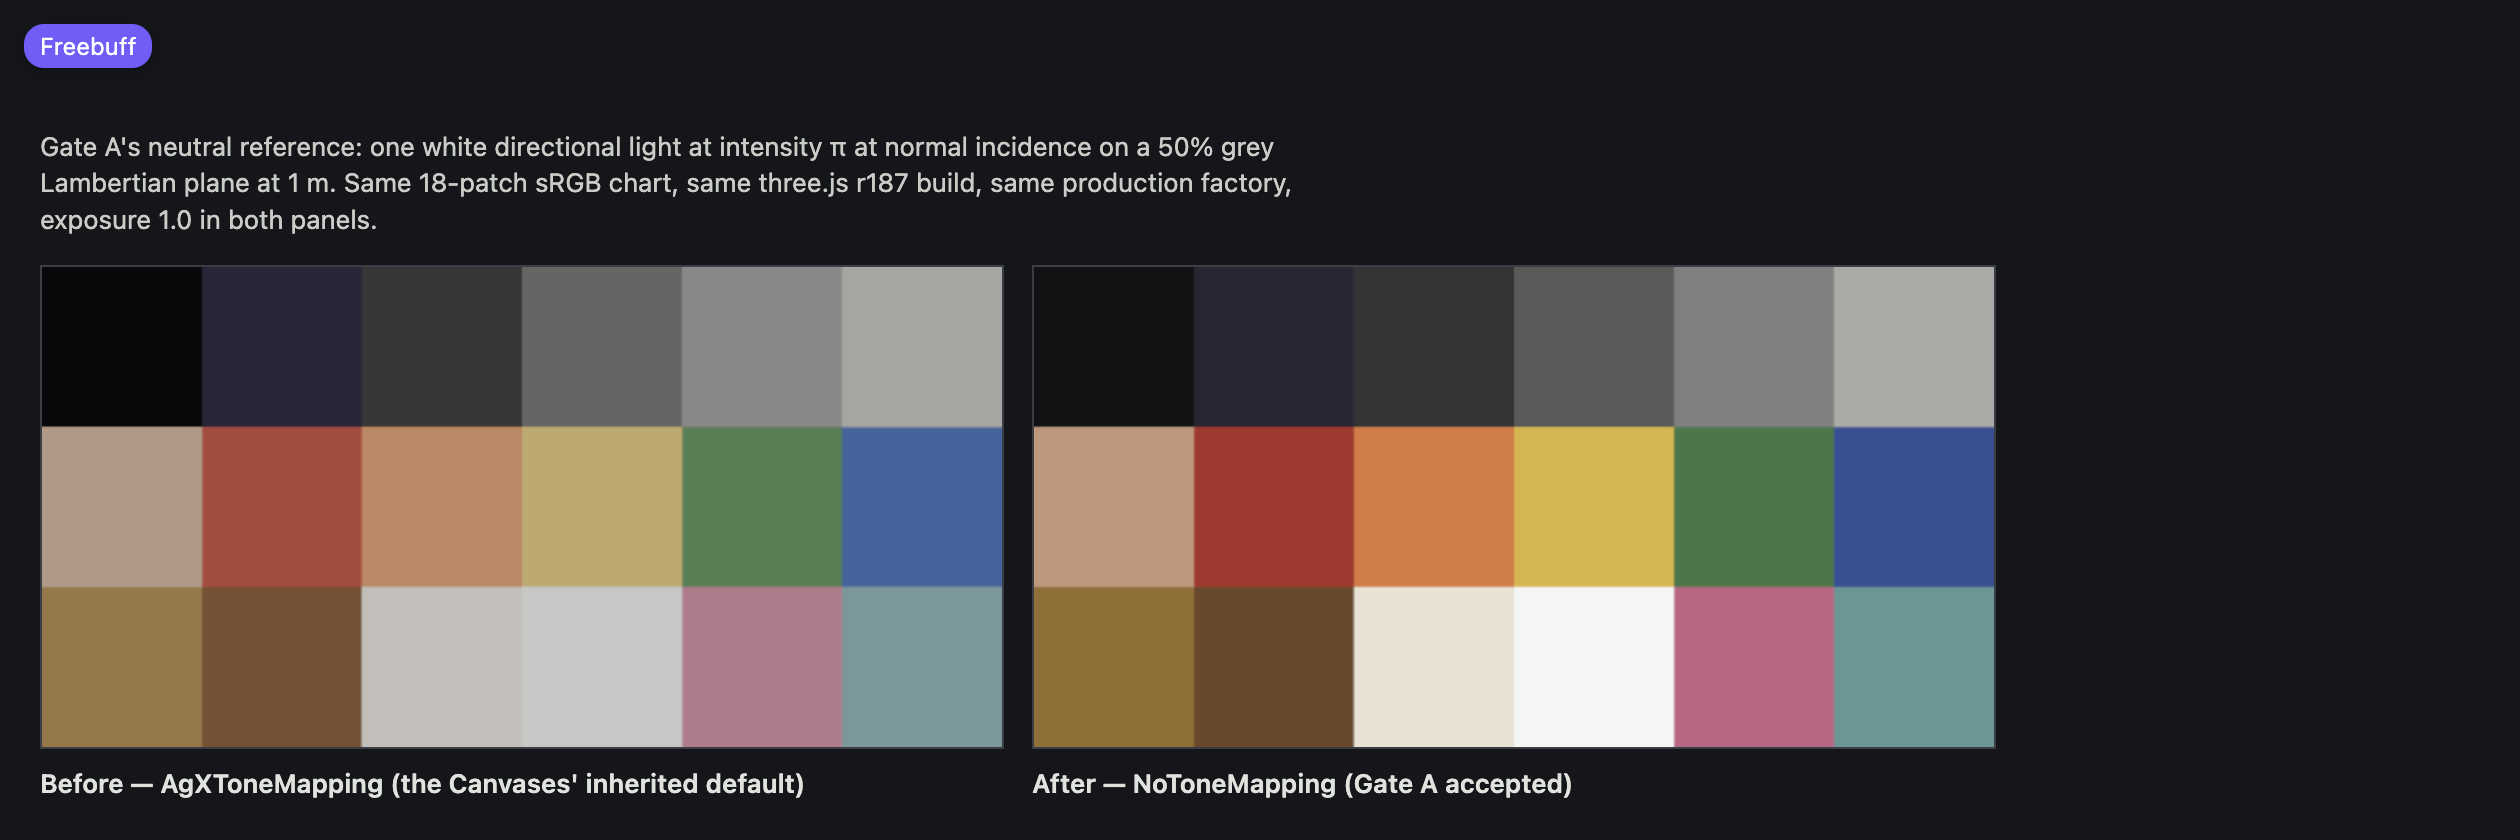 Freebuff
Gate A's neutral reference: one white directional light at intensity π at normal incidence on a 50% grey
Lambertian plane at 1 m. Same 18-patch sRGB chart, same three.js r187 build, same production factory,
exposure 1.0 in both panels.
Before — AgXToneMapping (the Canvases' inherited default)
After — NoToneMapping (Gate A accepted)